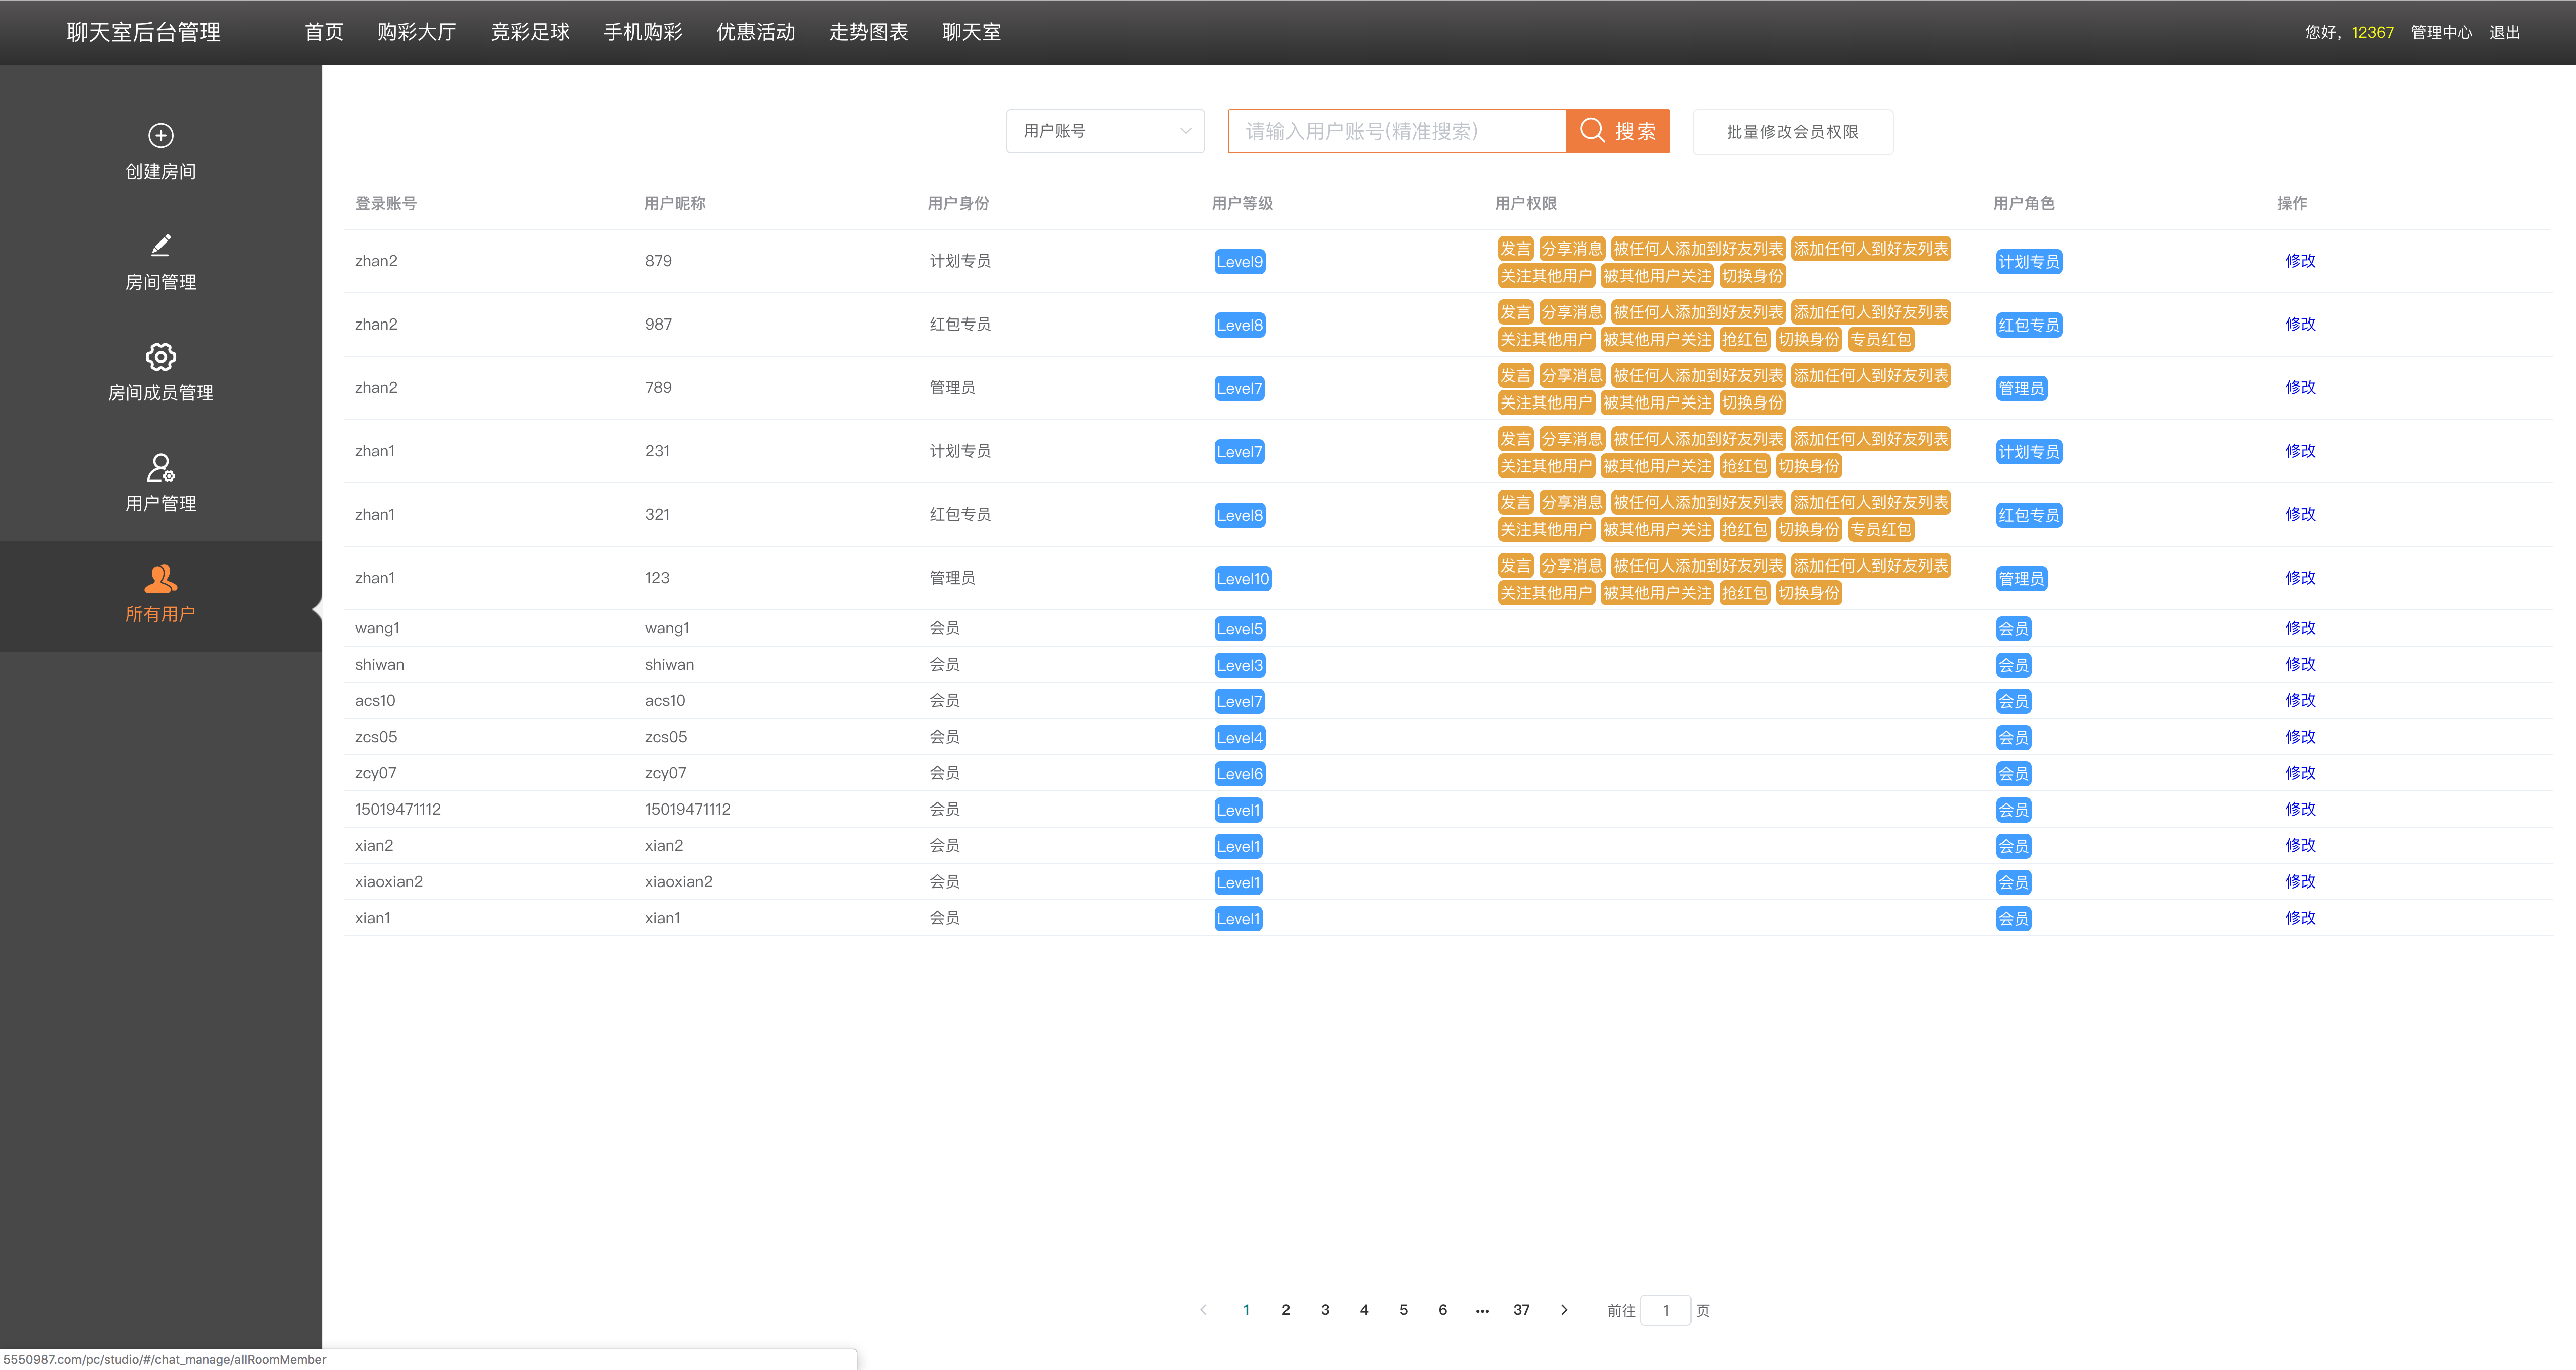 聊天室后台管理 首页 购彩大厅 竞彩足球 手机购彩 优惠活动 走势图表 聊天室 您好，12367 管理中心 退出
创建房间
房间管理
房间成员管理
用户管理
所有用户
用户账号 请输入用户账号(精准搜索) 搜索 批量修改会员权限
登录账号 用户昵称 用户身份 用户等级 用户权限 用户角色 操作
zhan2 879 计划专员 Level9 发言 分享消息 被任何人添加到好友列表 添加任何人到好友列表 计划专员 修改
关注其他用户 被其他用户关注 切换身份
zhan2 987 红包专员 Level8 发言 分享消息 被任何人添加到好友列表 添加任何人到好友列表 红包专员 修改
关注其他用户 被其他用户关注 抢红包 切换身份 专员红包
zhan2 789 管理员 Level7 发言 分享消息 被任何人添加到好友列表 添加任何人到好友列表 管理员 修改
关注其他用户 被其他用户关注 切换身份
zhan1 231 计划专员 Level7 发言 分享消息 被任何人添加到好友列表 添加任何人到好友列表 计划专员 修改
关注其他用户 被其他用户关注 抢红包 切换身份
zhan1 321 红包专员 Level8 发言 分享消息 被任何人添加到好友列表 添加任何人到好友列表 红包专员 修改
关注其他用户 被其他用户关注 抢红包 切换身份 专员红包
zhan1 123 管理员 Level10 发言 分享消息 被任何人添加到好友列表 添加任何人到好友列表 管理员 修改
关注其他用户 被其他用户关注 抢红包 切换身份
wang1 wang1 会员 Level5 会员 修改
shiwan shiwan 会员 Level3 会员 修改
acs10 acs10 会员 Level7 会员 修改
zcs05 zcs05 会员 Level4 会员 修改
zcy07 zcy07 会员 Level6 会员 修改
15019471112 15019471112 会员 Level1 会员 修改
xian2 xian2 会员 Level1 会员 修改
xiaoxian2 xiaoxian2 会员 Level1 会员 修改
xian1 xian1 会员 Level1 会员 修改
1 2 3 4 5 6 ••• 37 前往 1 页
5550987.com/pc/studio/#/chat_manage/allRoomMember